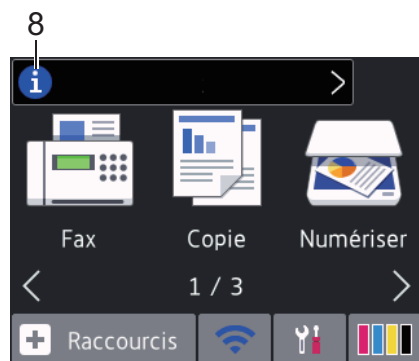 8
i
Fax Copie Numériser
1 / 3
Raccourcis